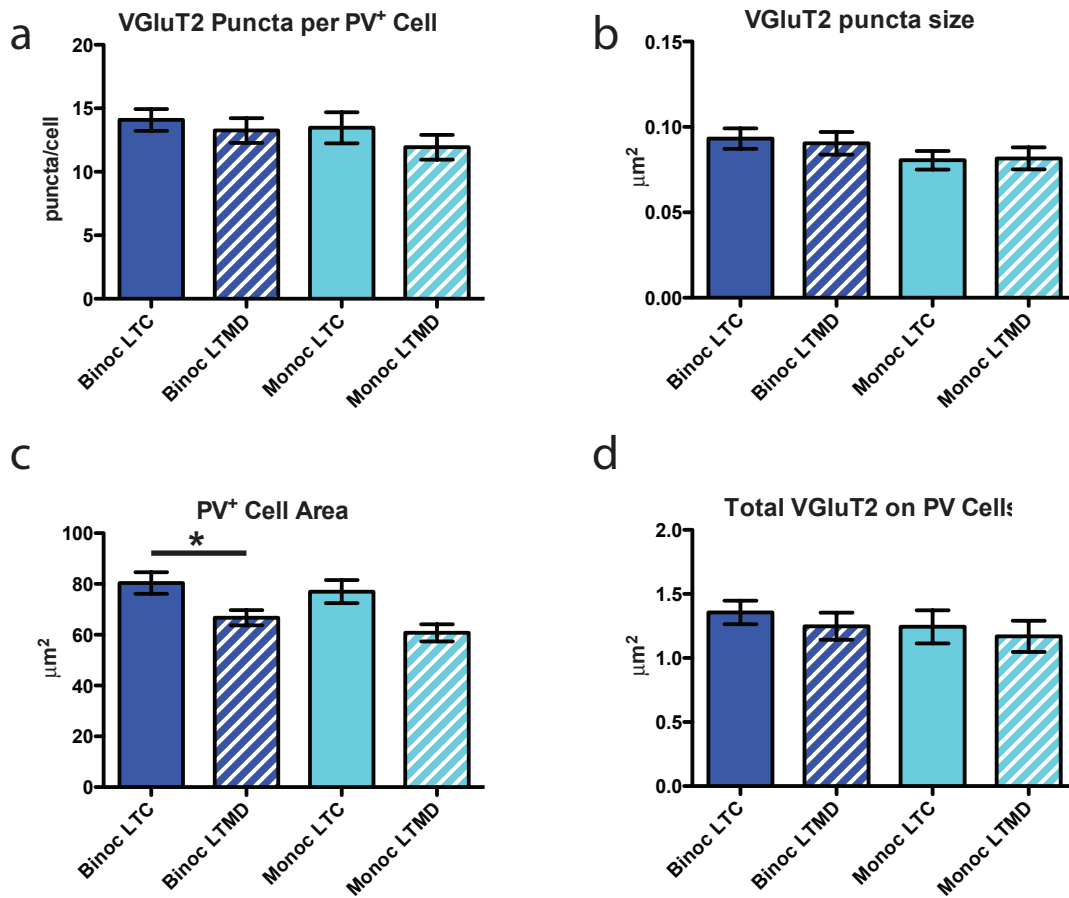 a
VGluT2 Puncta per PV+ Cell
puncta/cell
20
15
10
5
0
Binoc LTC
Binoc LTMD
Monoc LTC
Monoc LTMD
b
VGluT2 puncta size
μm²
0.15
0.10
0.05
0.00
Binoc LTC
Binoc LTMD
Monoc LTC
Monoc LTMD
c
PV+ Cell Area
μm²
100
80
60
40
20
0
*
Binoc LTC
Binoc LTMD
Monoc LTC
Monoc LTMD
d
Total VGluT2 on PV Cells
μm²
2.0
1.5
1.0
0.5
0.0
Binoc LTC
Binoc LTMD
Monoc LTC
Monoc LTMD